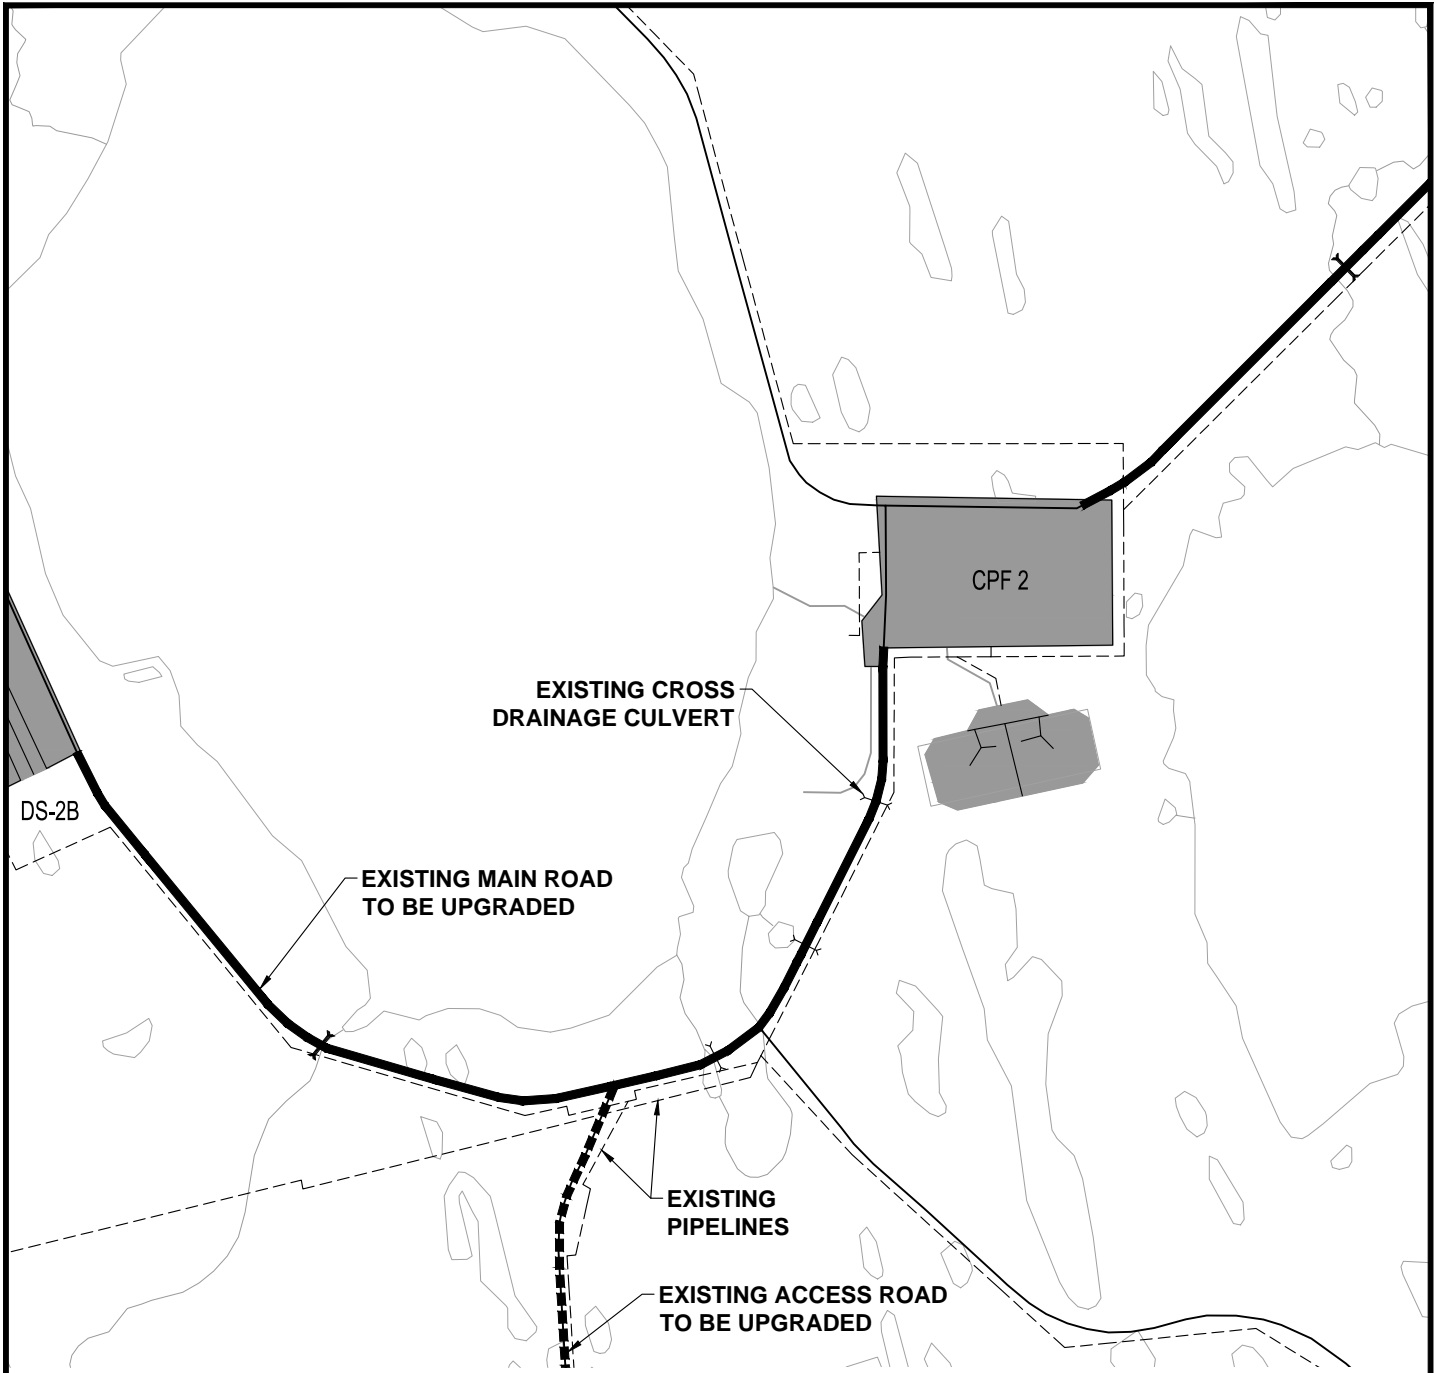 CPF 2
EXISTING CROSS
DRAINAGE CULVERT
DS-2B
EXISTING MAIN ROAD
TO BE UPGRADED
EXISTING
PIPELINES
EXISTING ACCESS ROAD
TO BE UPGRADED